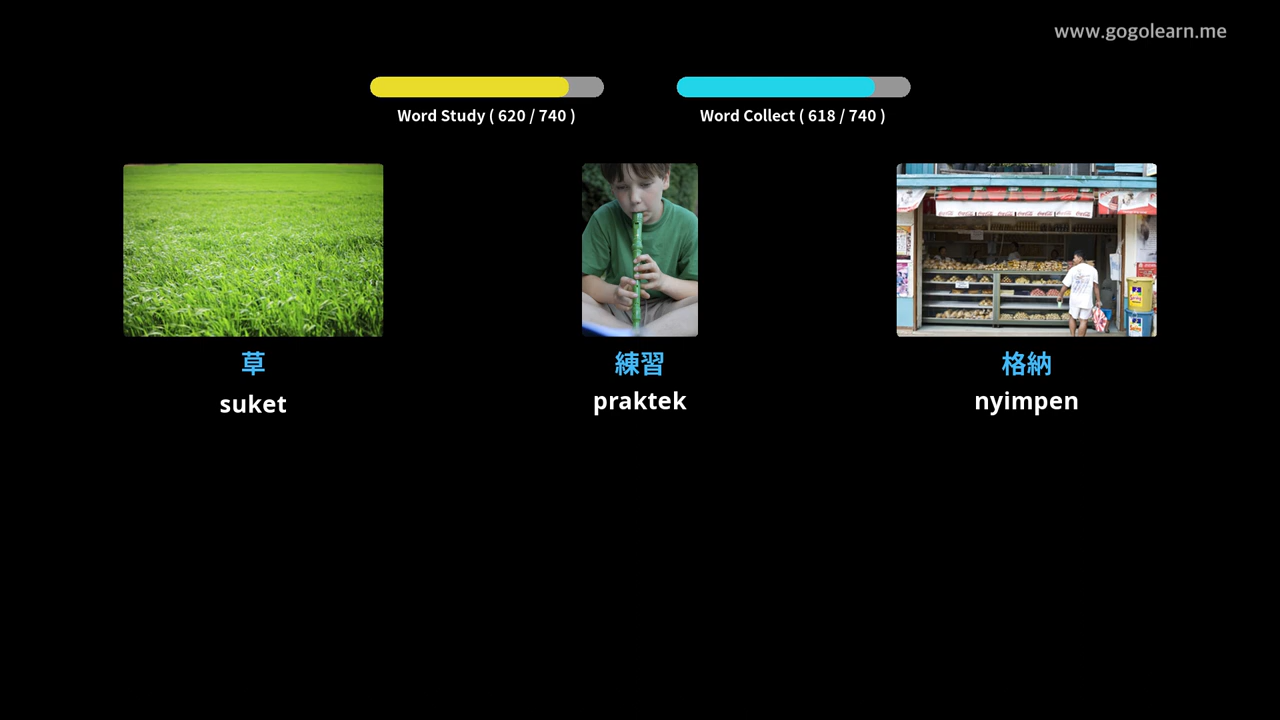 www.gogolearn.me
Word Study ( 620 / 740 )
Word Collect ( 618 / 740 )
草
練習
格納
suket
praktek
nyimpen